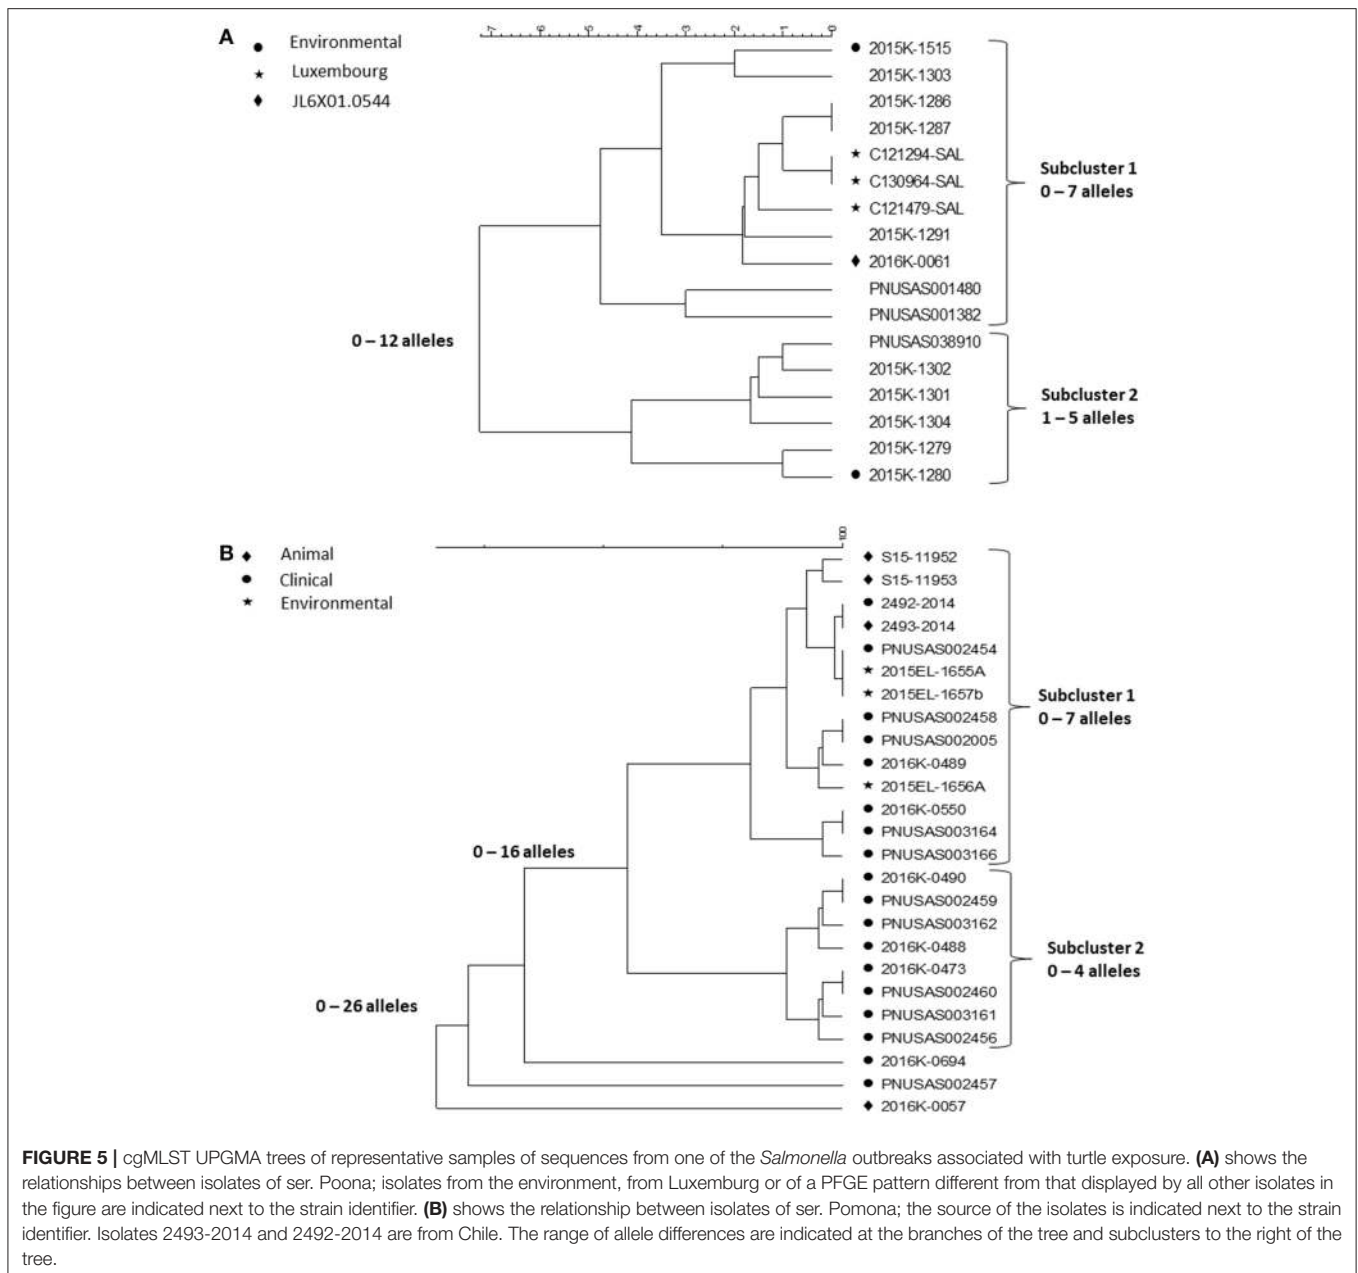 A
● Environmental
★ Luxembourg
◆ JL6X01.0544
-7 -6 -5 -4 -3 -2 -1 0
● 2015K-1515
2015K-1303
2015K-1286
2015K-1287
★ C121294-SAL
★ C130964-SAL
★ C121479-SAL
2015K-1291
◆ 2016K-0061
PNUSAS001480
PNUSAS001382
PNUSAS038910
2015K-1302
2015K-1301
2015K-1304
2015K-1279
● 2015K-1280
Subcluster 1
0 – 7 alleles
0 – 12 alleles
Subcluster 2
1 – 5 alleles
B
◆ Animal
● Clinical
★ Environmental
100
◆ S15-11952
◆ S15-11953
● 2492-2014
◆ 2493-2014
● PNUSAS002454
★ 2015EL-1655A
★ 2015EL-1657b
● PNUSAS002458
● PNUSAS002005
● 2016K-0489
★ 2015EL-1656A
● 2016K-0550
● PNUSAS003164
● PNUSAS003166
● 2016K-0490
● PNUSAS002459
● PNUSAS003162
● 2016K-0488
● 2016K-0473
● PNUSAS002460
● PNUSAS003161
● PNUSAS002456
● 2016K-0694
● PNUSAS002457
◆ 2016K-0057
Subcluster 1
0 – 7 alleles
0 – 16 alleles
Subcluster 2
0 – 4 alleles
0 – 26 alleles
FIGURE 5 | cgMLST UPGMA trees of representative samples of sequences from one of the Salmonella outbreaks associated with turtle exposure. (A) shows the
relationships between isolates of ser. Poona; isolates from the environment, from Luxemburg or of a PFGE pattern different from that displayed by all other isolates in
the figure are indicated next to the strain identifier. (B) shows the relationship between isolates of ser. Pomona; the source of the isolates is indicated next to the strain
identifier. Isolates 2493-2014 and 2492-2014 are from Chile. The range of allele differences are indicated at the branches of the tree and subclusters to the right of the
tree.